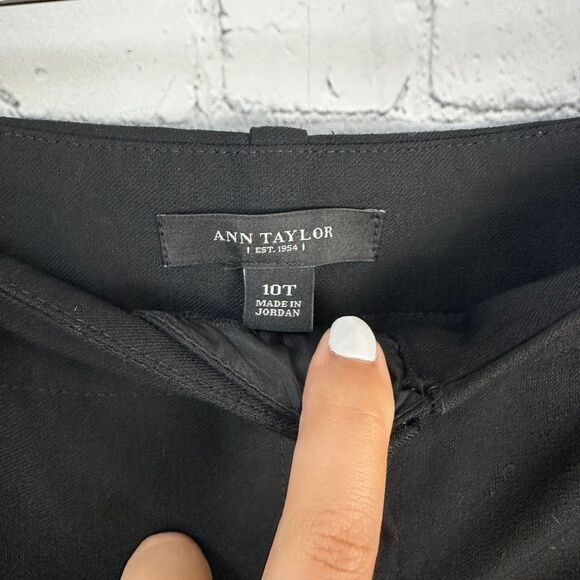 ANN TAYLOR
| EST. 1954 |
10T
MADE IN
JORDAN